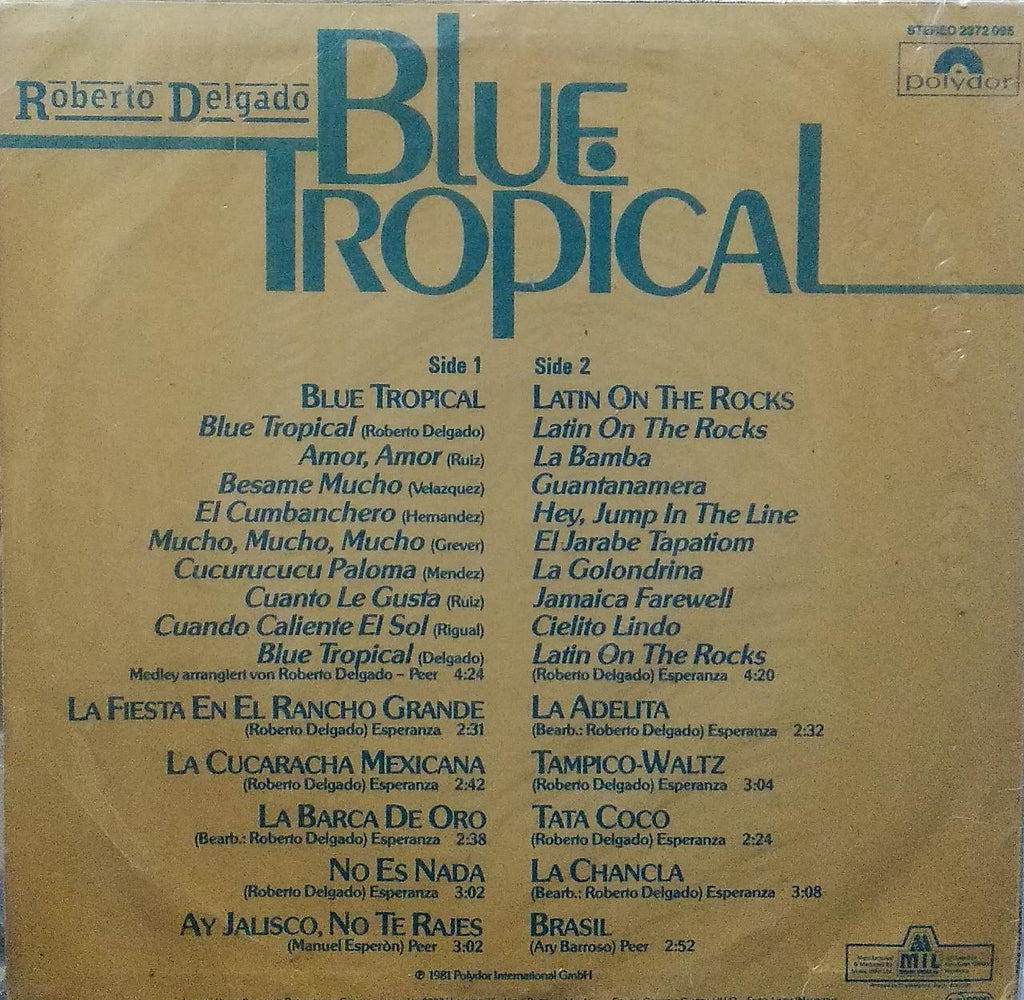 STEREO 2372 095
polydor
Roberto Delgado
BLUE
TROPICAL
Side 1
BLUE TROPICAL
Blue Tropical (Roberto Delgado)
Amor, Amor (Ruiz)
Besame Mucho (Velazquez)
El Cumbanchero (Hernandez)
Mucho, Mucho, Mucho (Grever)
Cucurucucu Paloma (Mendez)
Cuanto Le Gusta (Ruiz)
Cuando Caliente El Sol (Rigual)
Blue Tropical (Delgado)
Medley arrangiert von Roberto Delgado – Peer 4:24
LA FIESTA EN EL RANCHO GRANDE
(Roberto Delgado) Esperanza 2:31
LA CUCARACHA MEXICANA
(Roberto Delgado) Esperanza 2:42
LA BARCA DE ORO
(Bearb.: Roberto Delgado) Esperanza 2:38
NO ES NADA
(Roberto Delgado) Esperanza 3:02
AY JALISCO, NO TE RAJES
(Manuel Esperòn) Peer 3:02
Side 2
LATIN ON THE ROCKS
Latin On The Rocks
La Bamba
Guantanamera
Hey, Jump In The Line
El Jarabe Tapatiom
La Golondrina
Jamaica Farewell
Cielito Lindo
Latin On The Rocks
(Roberto Delgado) Esperanza 4:20
LA ADELITA
(Bearb.: Roberto Delgado) Esperanza 2:32
TAMPICO-WALTZ
(Roberto Delgado) Esperanza 3:04
TATA COCO
(Roberto Delgado) Esperanza 2:24
LA CHANCLA
(Bearb.: Roberto Delgado) Esperanza 3:08
BRASIL
(Ary Barroso) Peer 2:52
℗ 1981 Polydor International GmbH
MIL